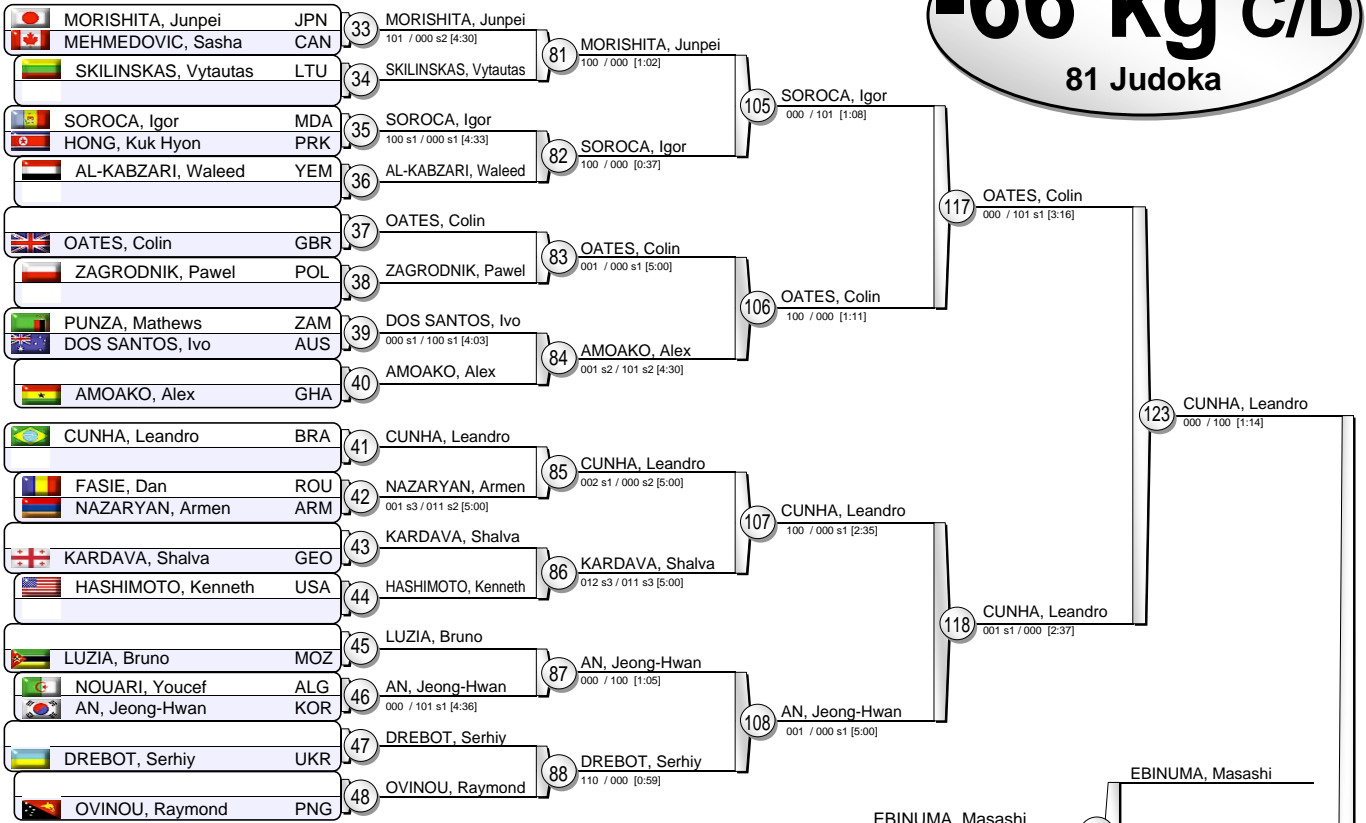 -66 kg C/D
81 Judoka
MORISHITA, Junpei JPN
MEHMEDOVIC, Sasha CAN
33
MORISHITA, Junpei
101 / 000 s2 [4:30]
SKILINSKAS, Vytautas LTU
34
SKILINSKAS, Vytautas
81
MORISHITA, Junpei
100 / 000 [1:02]
SOROCA, Igor MDA
HONG, Kuk Hyon PRK
35
SOROCA, Igor
100 s1 / 000 s1 [4:33]
AL-KABZARI, Waleed YEM
36
AL-KABZARI, Waleed
82
SOROCA, Igor
100 / 000 [0:37]
105
SOROCA, Igor
000 / 101 [1:08]
OATES, Colin GBR
37
OATES, Colin
ZAGRODNIK, Pawel POL
38
ZAGRODNIK, Pawel
83
OATES, Colin
001 / 000 s1 [5:00]
PUNZA, Mathews ZAM
DOS SANTOS, Ivo AUS
39
DOS SANTOS, Ivo
000 s1 / 100 s1 [4:03]
AMOAKO, Alex GHA
40
AMOAKO, Alex
84
AMOAKO, Alex
001 s2 / 101 s2 [4:30]
106
OATES, Colin
100 / 000 [1:11]
117
OATES, Colin
000 / 101 s1 [3:16]
CUNHA, Leandro BRA
41
CUNHA, Leandro
FASIE, Dan ROU
NAZARYAN, Armen ARM
42
NAZARYAN, Armen
001 s3 / 011 s2 [5:00]
85
CUNHA, Leandro
002 s1 / 000 s2 [5:00]
KARDAVA, Shalva GEO
43
KARDAVA, Shalva
HASHIMOTO, Kenneth USA
44
HASHIMOTO, Kenneth
86
KARDAVA, Shalva
012 s3 / 011 s3 [5:00]
107
CUNHA, Leandro
100 / 000 s1 [2:35]
LUZIA, Bruno MOZ
45
LUZIA, Bruno
NOUARI, Youcef ALG
AN, Jeong-Hwan KOR
46
AN, Jeong-Hwan
000 / 101 s1 [4:36]
87
AN, Jeong-Hwan
000 / 100 [1:05]
DREBOT, Serhiy UKR
47
DREBOT, Serhiy
OVINOU, Raymond PNG
48
OVINOU, Raymond
88
DREBOT, Serhiy
110 / 000 [0:59]
108
AN, Jeong-Hwan
001 / 000 s1 [5:00]
118
CUNHA, Leandro
001 s1 / 000 [2:37]
123
CUNHA, Leandro
000 / 100 [1:14]
EBINUMA, Masashi
EBINUMA, Masashi